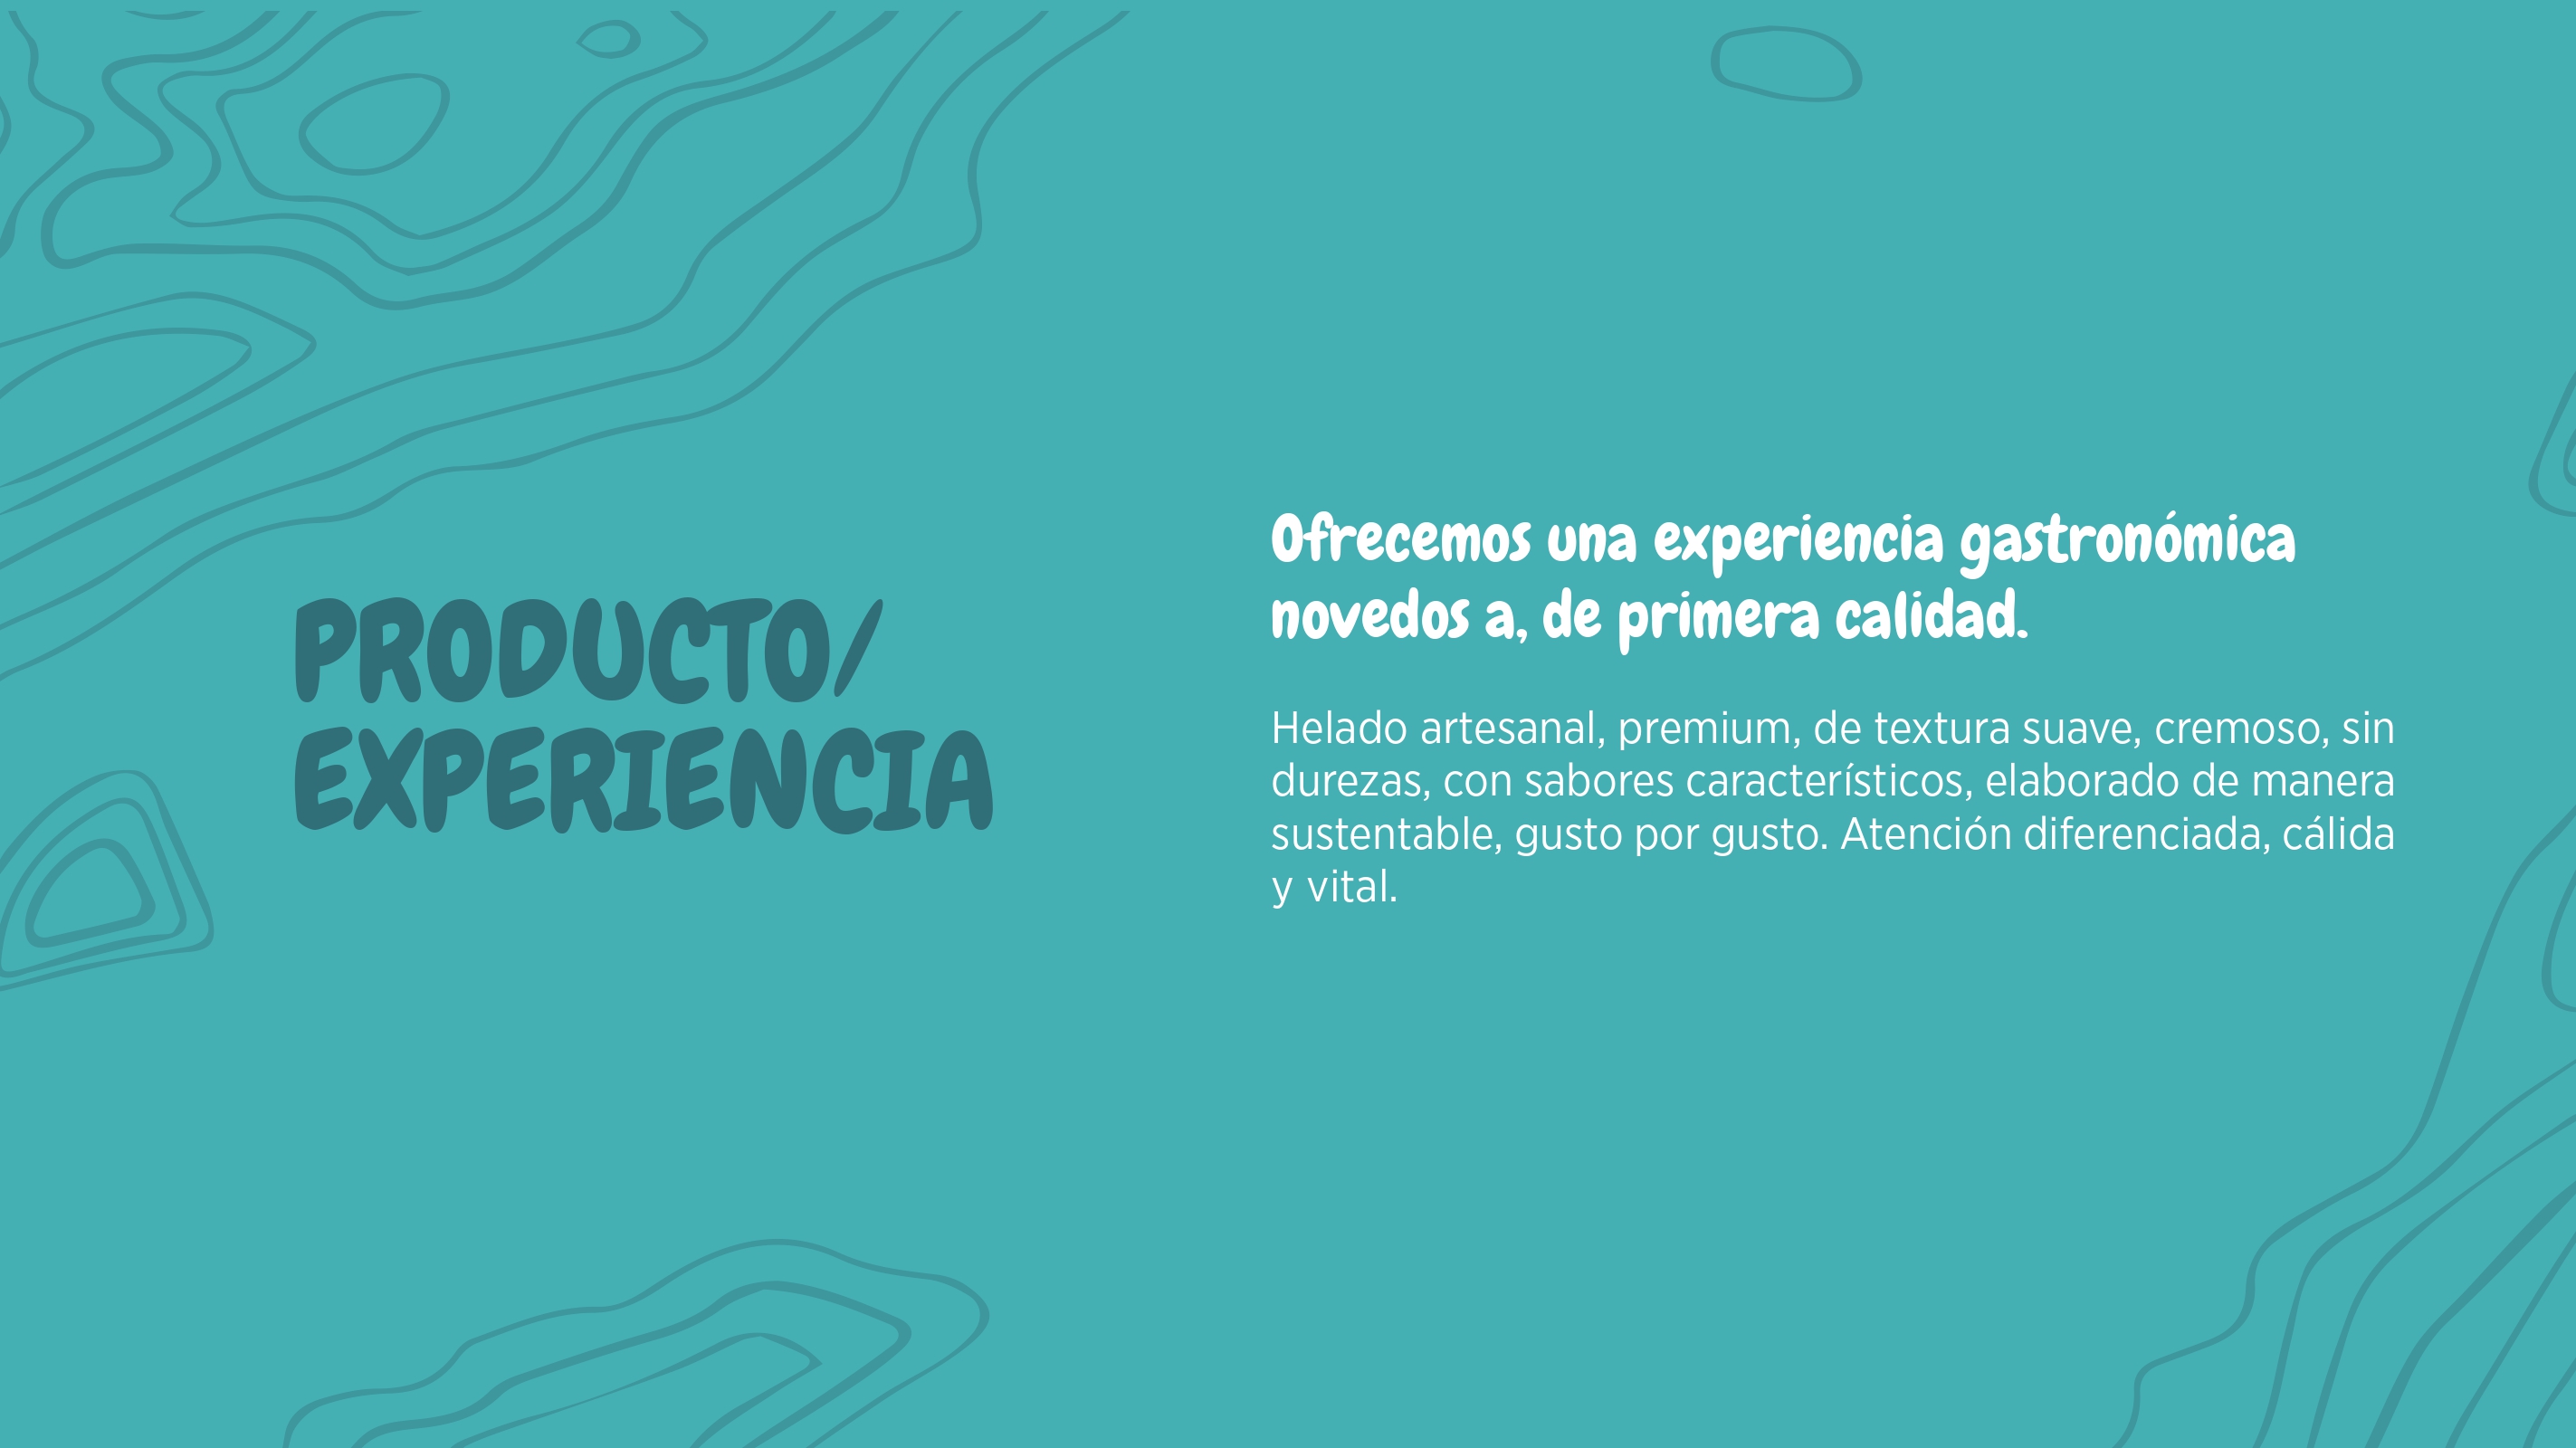 PRODUCTO/
EXPERIENCIA
Ofrecemos una experiencia gastronómica
novedos a, de primera calidad.
Helado artesanal, premium, de textura suave, cremoso, sin
durezas, con sabores característicos, elaborado de manera
sustentable, gusto por gusto. Atención diferenciada, cálida
y vital.